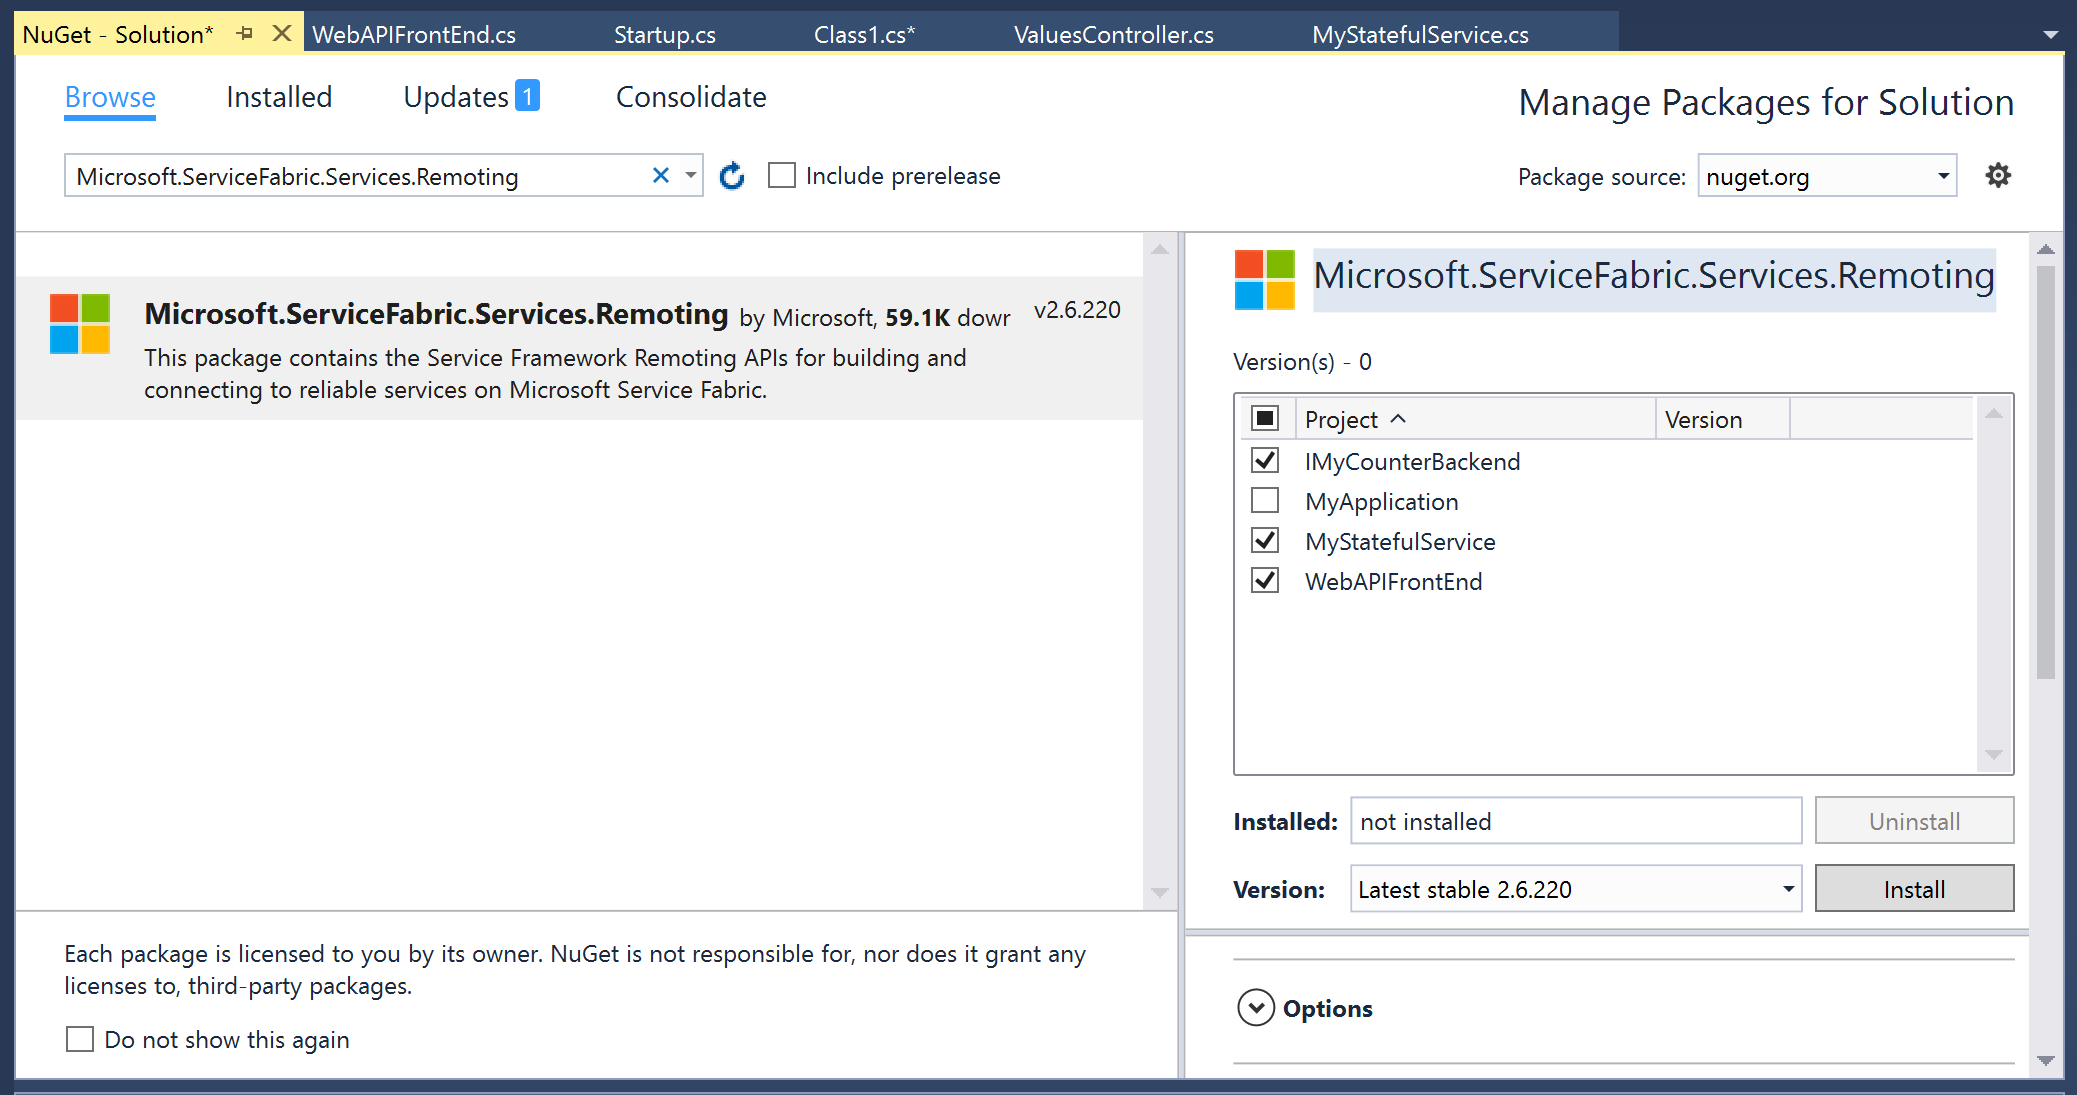 NuGet - Solution* WebAPIFrontEnd.cs Startup.cs Class1.cs* ValuesController.cs MyStatefulService.cs
Browse Installed Updates 1 Consolidate
Manage Packages for Solution
Microsoft.ServiceFabric.Services.Remoting Include prerelease
Package source: nuget.org
Microsoft.ServiceFabric.Services.Remoting by Microsoft, 59.1K dowr v2.6.220
This package contains the Service Framework Remoting APIs for building and
connecting to reliable services on Microsoft Service Fabric.
Each package is licensed to you by its owner. NuGet is not responsible for, nor does it grant any
licenses to, third-party packages.
Do not show this again
Microsoft.ServiceFabric.Services.Remoting
Version(s) - 0
Project Version
IMyCounterBackend
MyApplication
MyStatefulService
WebAPIFrontEnd
Installed: not installed Uninstall
Version: Latest stable 2.6.220 Install
Options